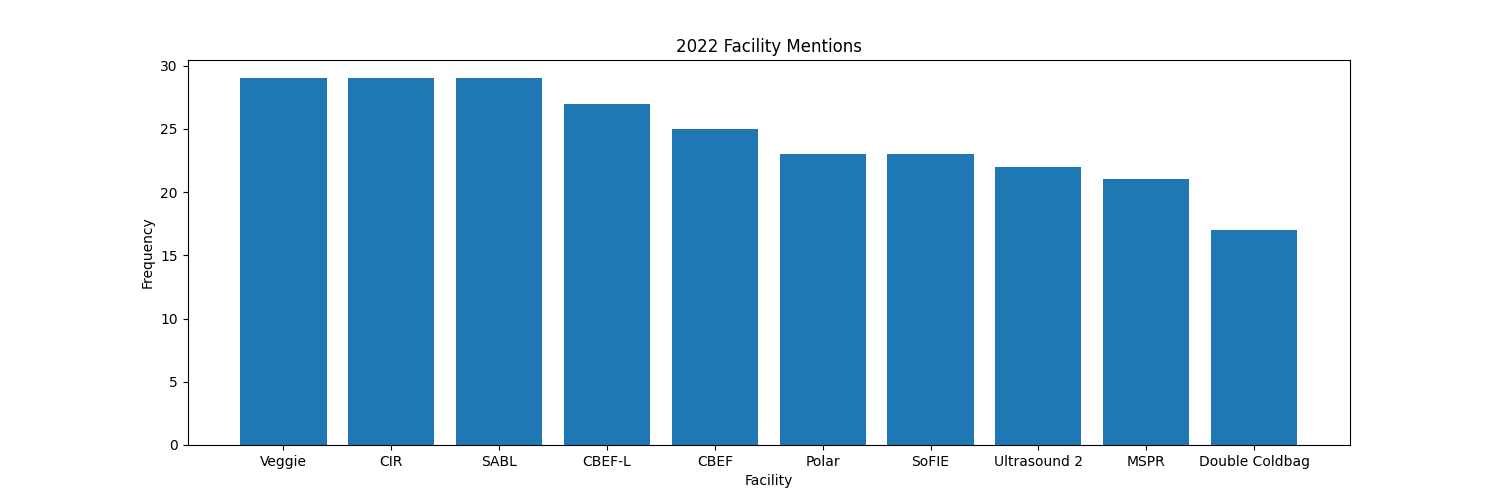 2022 Facility Mentions
30
25
20
15
10
5
0
Frequency
Veggie CIR SABL CBEF-L CBEF Polar SoFIE Ultrasound 2 MSPR Double Coldbag
Facility